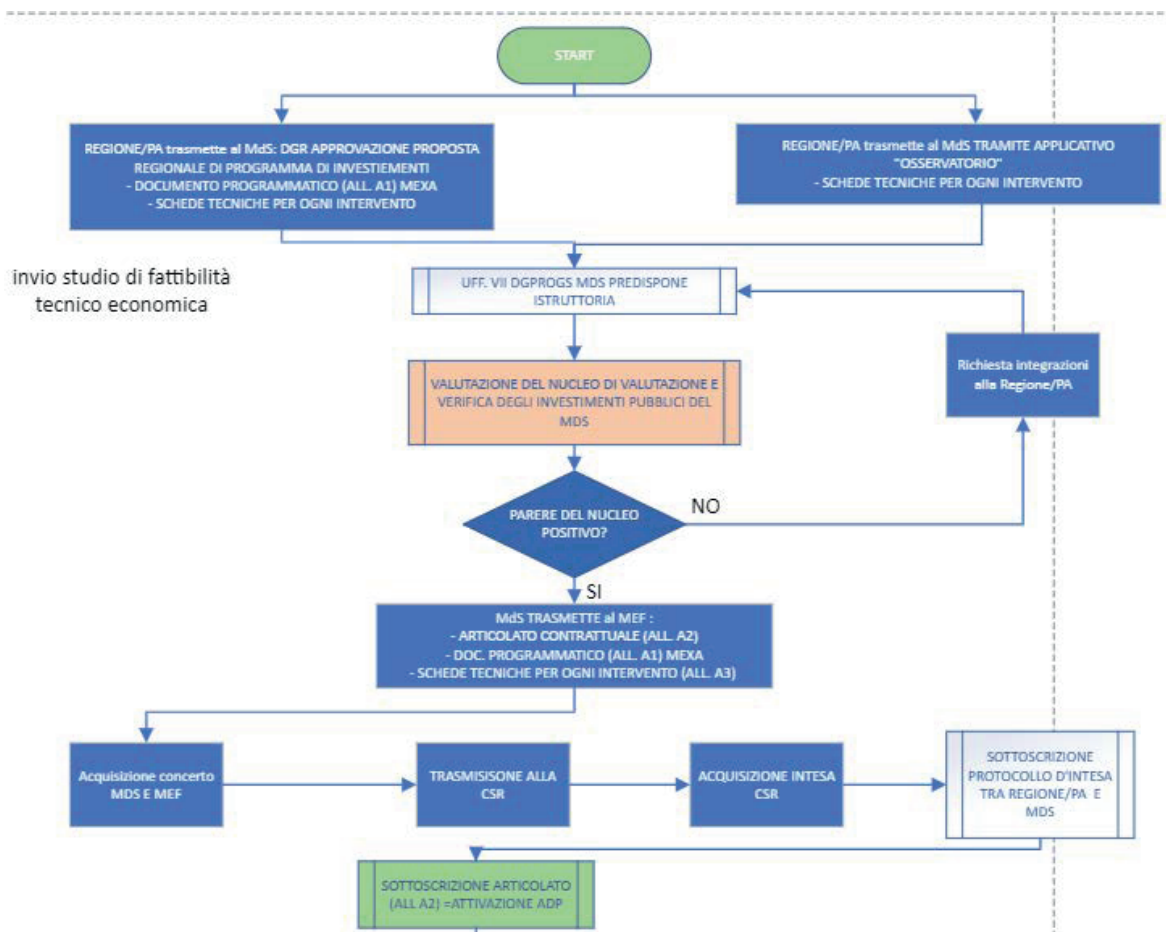 START
REGIONE/PA trasmette al MdS: DGR APPROVAZIONE PROPOSTA
REGIONALE DI PROGRAMMA DI INVESTIEMENTI
- DOCUMENTO PROGRAMMATICO (ALL. A1) MEXA
- SCHEDE TECNICHE PER OGNI INTERVENTO
REGIONE/PA trasmette al MdS TRAMITE APPLICATIVO
"OSSERVATORIO"
- SCHEDE TECNICHE PER OGNI INTERVENTO
invio studio di fattibilità
tecnico economica
UFF. VII DGPROGS MDS PREDISPONE
ISTRUTTORIA
Richiesta integrazioni
alla Regione/PA
VALUTAZIONE DEL NUCLEO DI VALUTAZIONE E
VERIFICA DEGLI INVESTIMENTI PUBBLICI DEL
MDS
PARERE DEL NUCLEO
POSITIVO?
NO
SI
MdS TRASMETTE al MEF :
- ARTICOLATO CONTRATTUALE (ALL. A2)
- DOC. PROGRAMMATICO (ALL. A1) MEXA
- SCHEDE TECNICHE PER OGNI INTERVENTO (ALL. A3)
Acquisizione concerto
MDS E MEF
TRASMISISONE ALLA
CSR
ACQUISIZIONE INTESA
CSR
SOTTOSCRIZIONE
PROTOCOLLO D'INTESA
TRA REGIONE/PA E
MDS
SOTTOSCRIZIONE ARTICOLATO
(ALL A2) =ATTIVAZIONE ADP